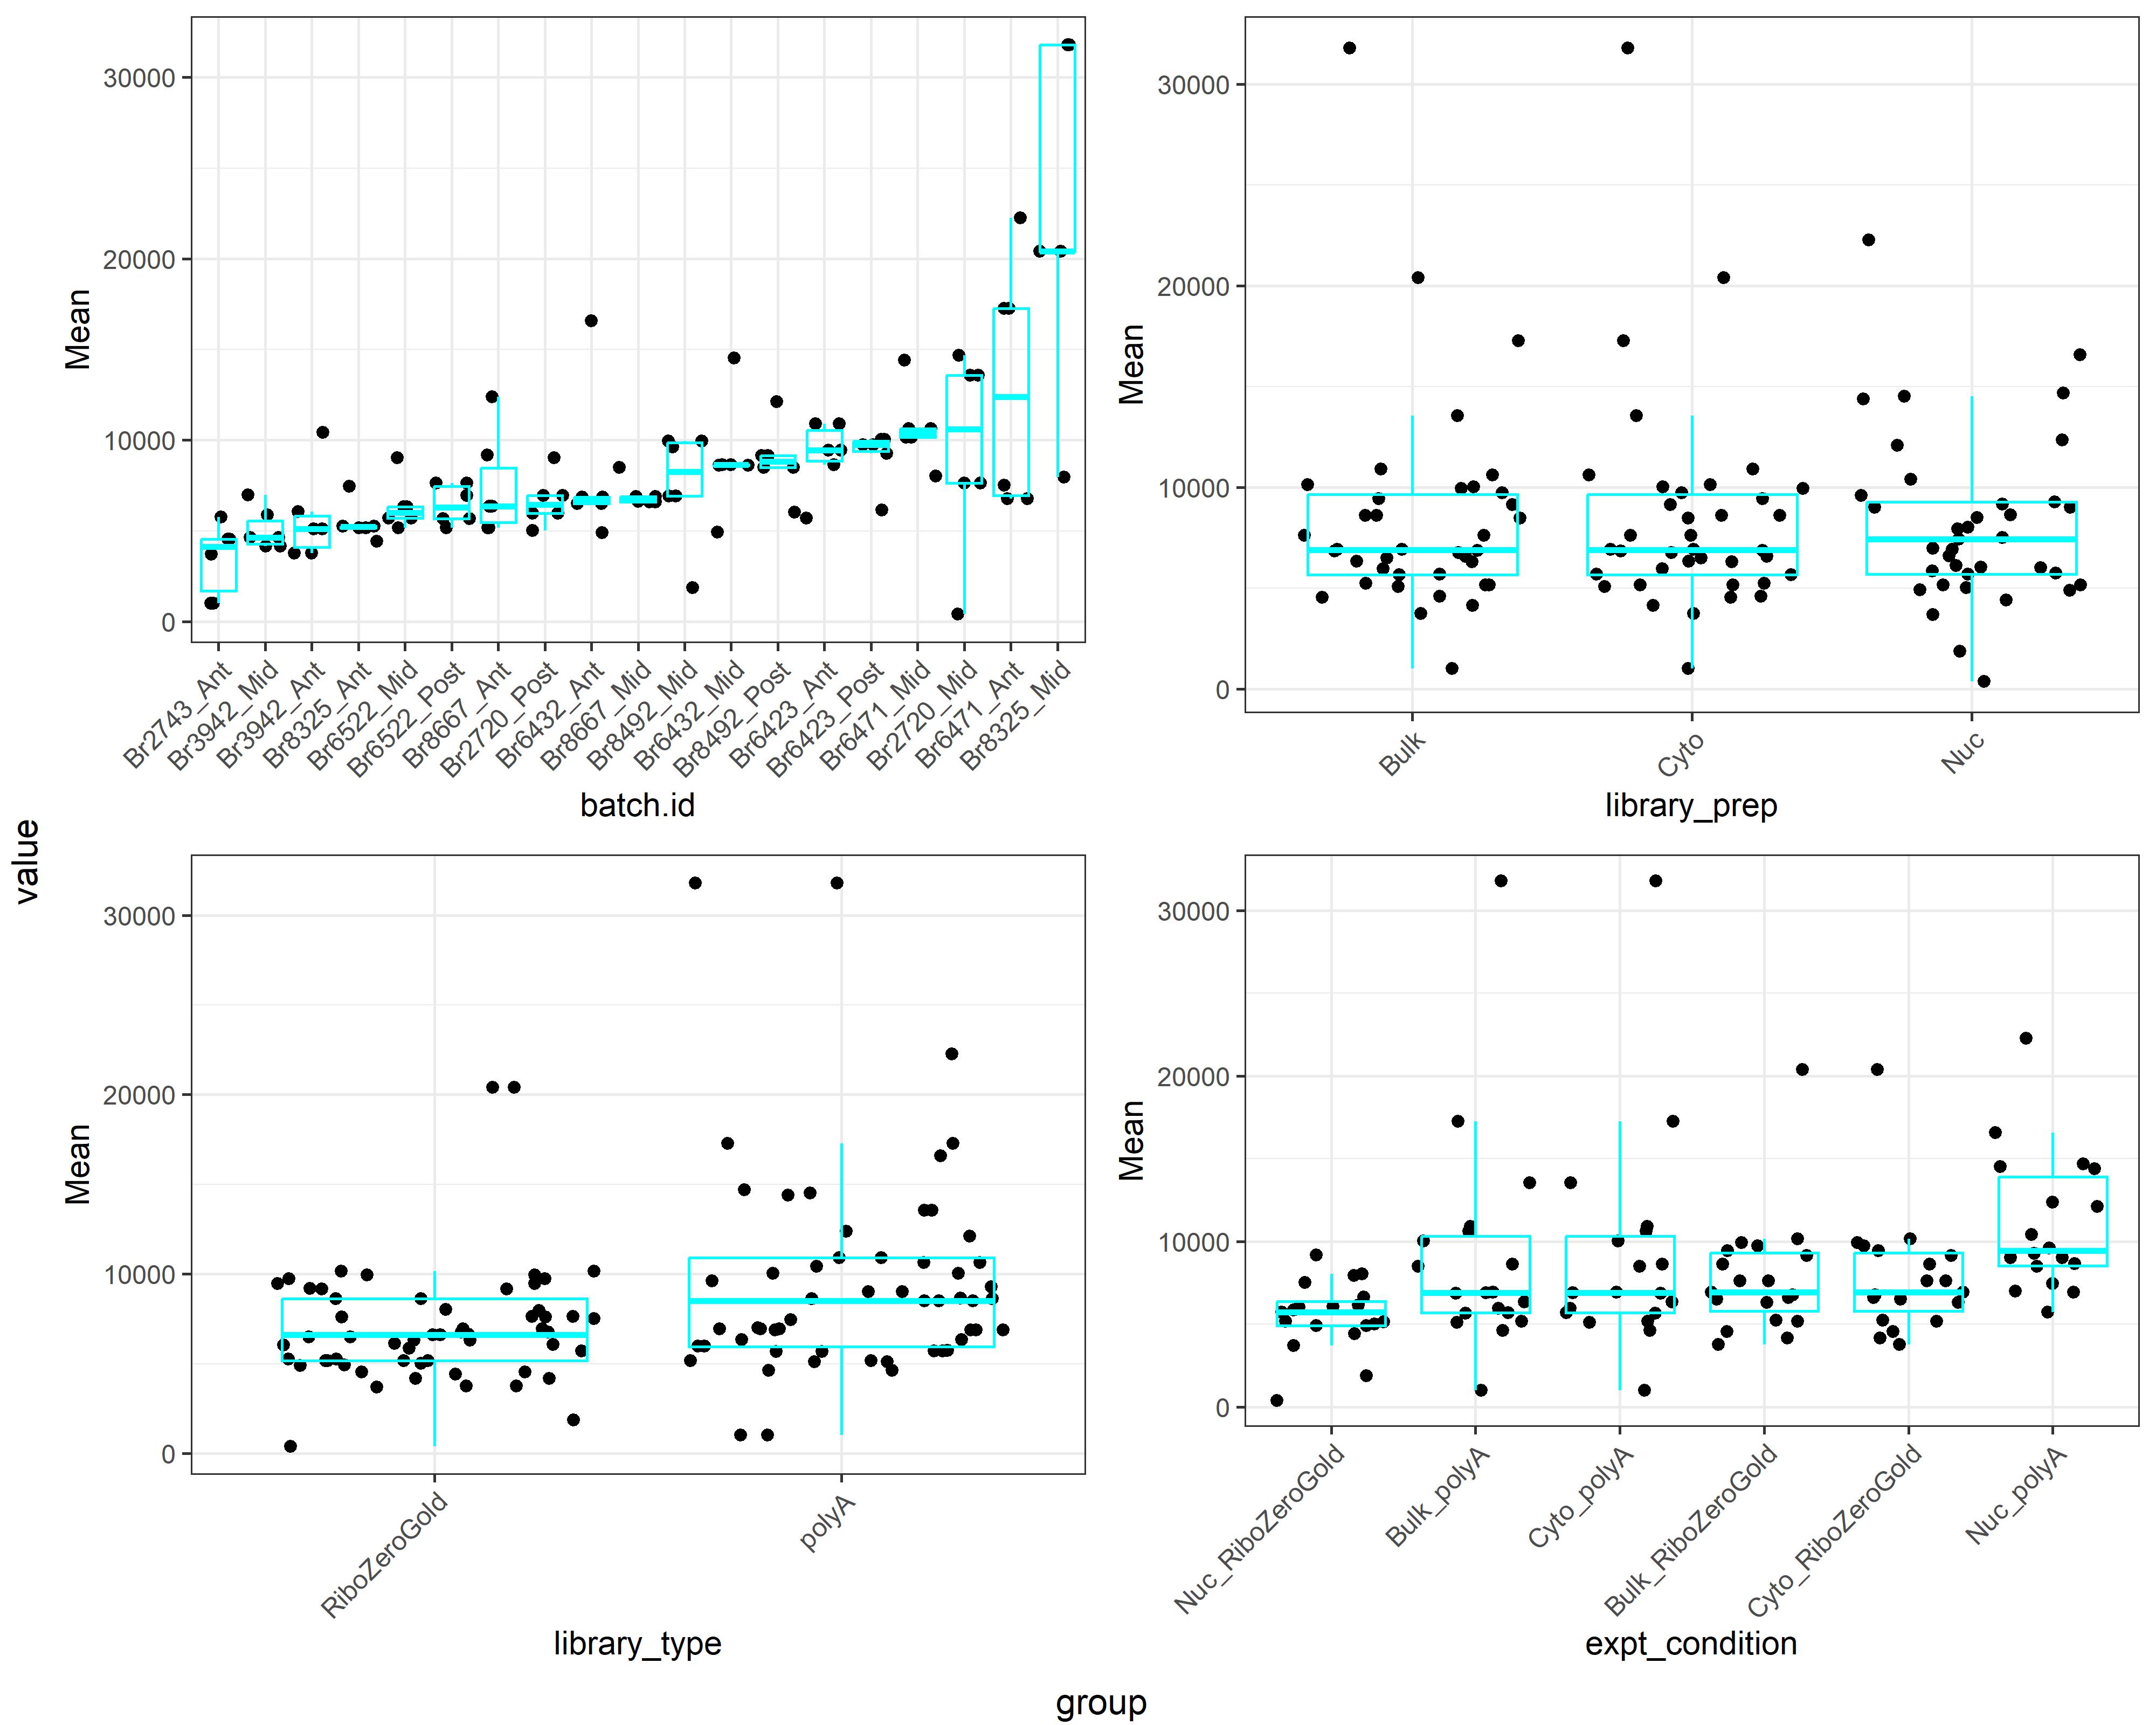 Mean
30000
20000
10000
0
Br2743_Ant
Br3942_Mid
Br3942_Ant
Br8325_Ant
Br6522_Mid
Br6522_Post
Br8667_Ant
Br2720_Post
Br6432_Ant
Br8667_Mid
Br8492_Mid
Br6432_Mid
Br8492_Post
Br6423_Ant
Br6423_Post
Br6471_Mid
Br2720_Mid
Br6471_Ant
Br8325_Mid
batch.id
Mean
30000
20000
10000
0
Bulk
Cyto
Nuc
library_prep
value
Mean
30000
20000
10000
0
RiboZeroGold
polyA
library_type
Mean
30000
20000
10000
0
Nuc_RiboZeroGold
Bulk_polyA
Cyto_polyA
Bulk_RiboZeroGold
Cyto_RiboZeroGold
Nuc_polyA
expt_condition
group